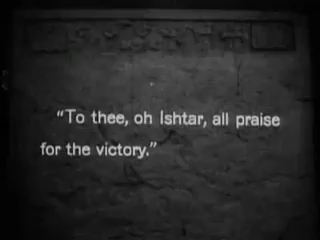 “To thee, oh Ishtar, all praise
for the victory.”